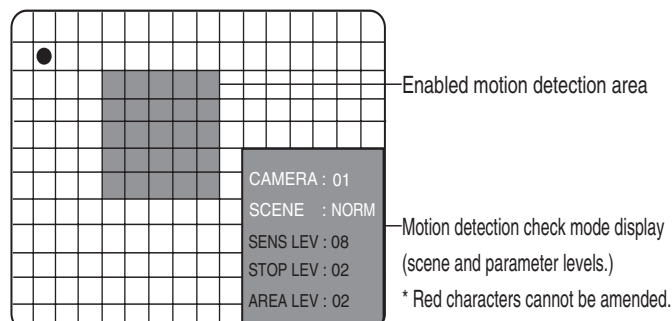 Enabled motion detection area
CAMERA : 01
SCENE : NORM
SENS LEV : 08
STOP LEV : 02
AREA LEV : 02
Motion detection check mode display
(scene and parameter levels.)
* Red characters cannot be amended.